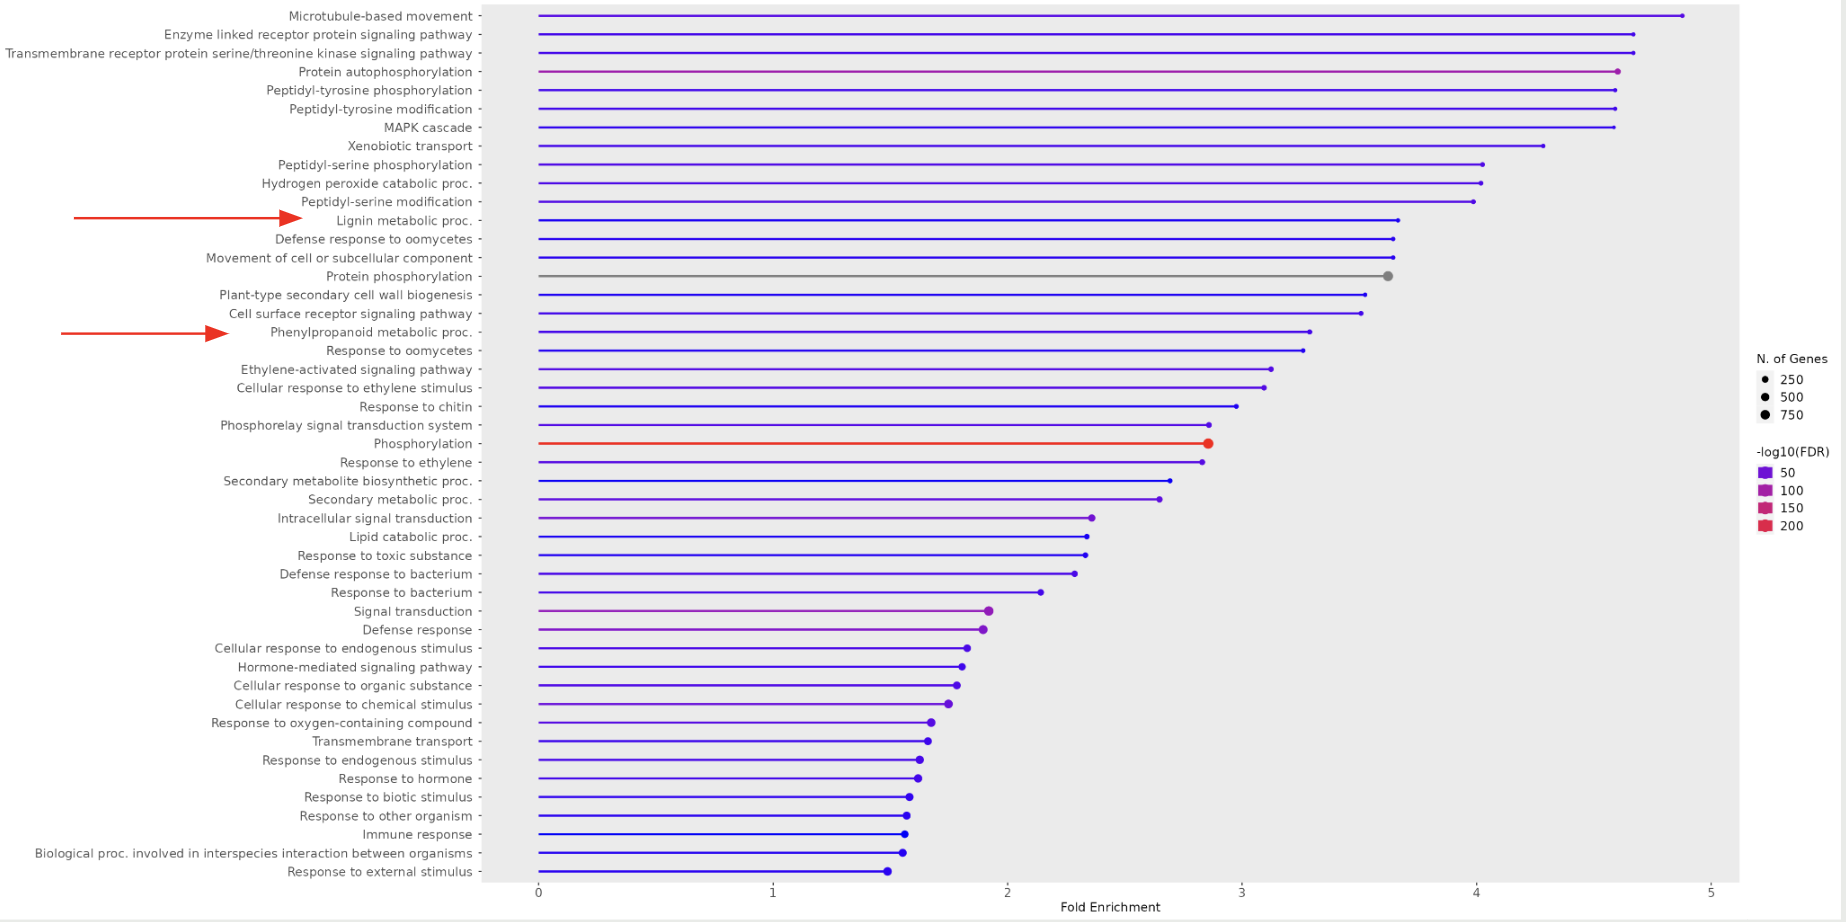 Microtubule-based movement
Enzyme linked receptor protein signaling pathway
Transmembrane receptor protein serine/threonine kinase signaling pathway
Protein autophosphorylation
Peptidyl-tyrosine phosphorylation
Peptidyl-tyrosine modification
MAPK cascade
Xenobiotic transport
Peptidyl-serine phosphorylation
Hydrogen peroxide catabolic proc.
Peptidyl-serine modification
Lignin metabolic proc.
Defense response to oomycetes
Movement of cell or subcellular component
Protein phosphorylation
Plant-type secondary cell wall biogenesis
Cell surface receptor signaling pathway
Phenylpropanoid metabolic proc.
Response to oomycetes
Ethylene-activated signaling pathway
Cellular response to ethylene stimulus
Response to chitin
Phosphorelay signal transduction system
Phosphorylation
Response to ethylene
Secondary metabolite biosynthetic proc.
Secondary metabolic proc.
Intracellular signal transduction
Lipid catabolic proc.
Response to toxic substance
Defense response to bacterium
Response to bacterium
Signal transduction
Defense response
Cellular response to endogenous stimulus
Hormone-mediated signaling pathway
Cellular response to organic substance
Cellular response to chemical stimulus
Response to oxygen-containing compound
Transmembrane transport
Response to endogenous stimulus
Response to hormone
Response to biotic stimulus
Response to other organism
Immune response
Biological proc. involved in interspecies interaction between organisms
Response to external stimulus
0 1 2 3 4 5
Fold Enrichment
N. of Genes
250
500
750
-log10(FDR)
50
100
150
200